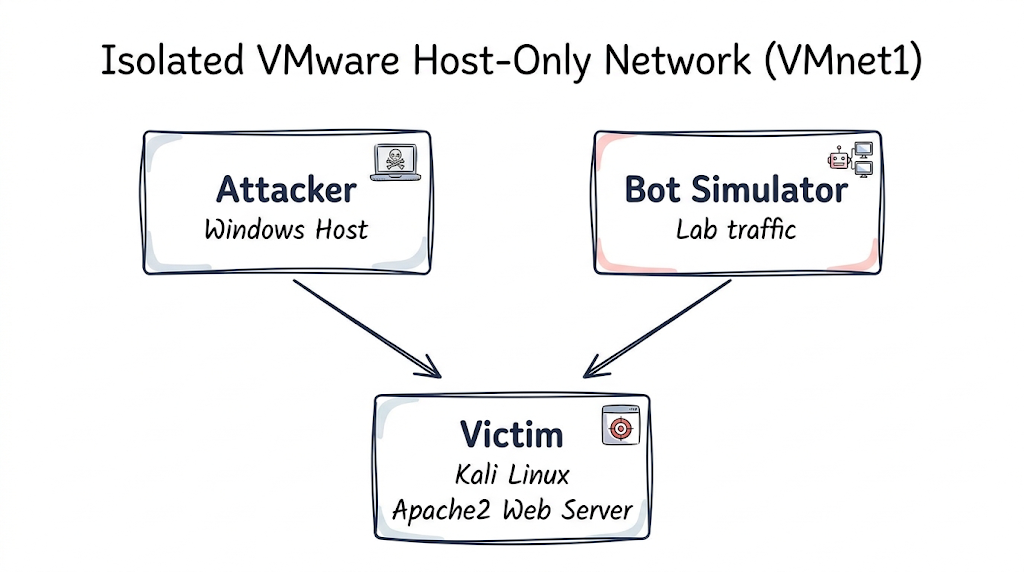 Isolated VMware Host-Only Network (VMnet1)
Attacker
Windows Host
Bot Simulator
Lab traffic
Victim
Kali Linux
Apache2 Web Server